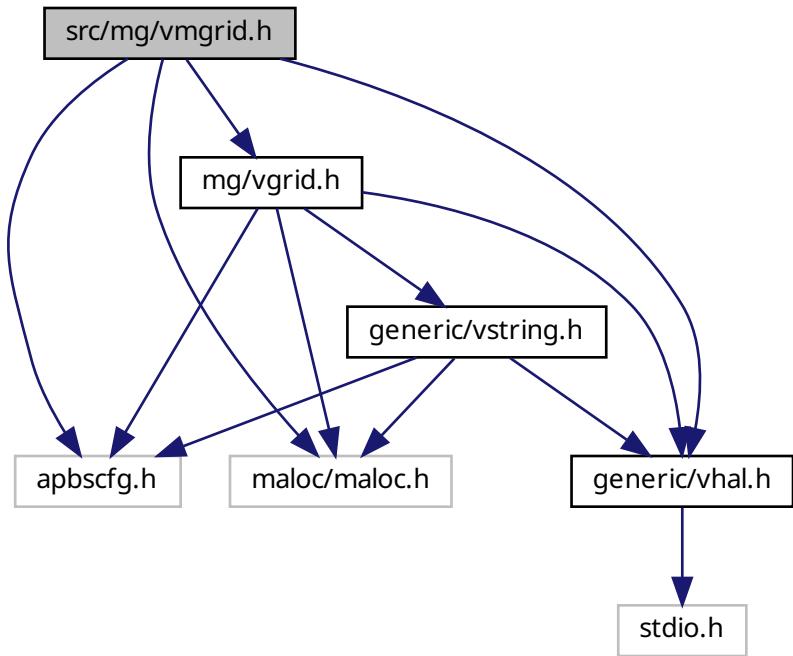 src/mg/vmgrid.h
mg/vgrid.h
generic/vstring.h
apbscfg.h
maloc/maloc.h
generic/vhal.h
stdio.h